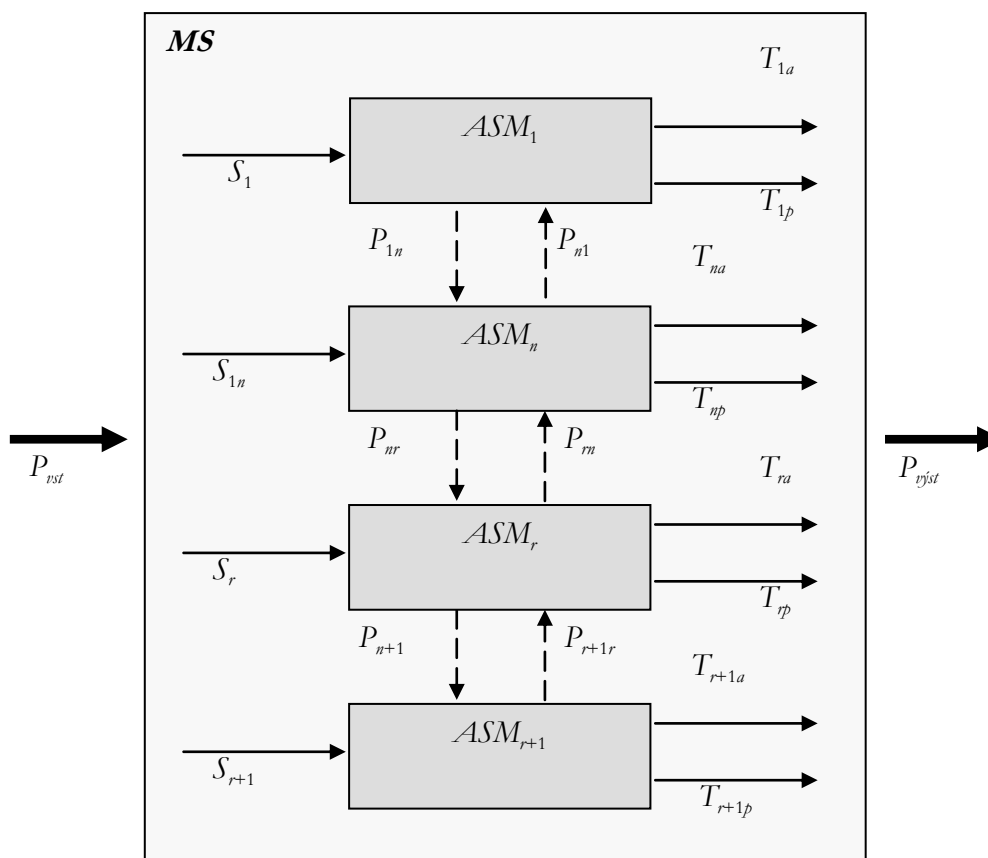 MS
T1a
ASM1
S1
T1p
P1n
Pn1
Tna
ASMn
S1n
Tnp
Pnr
Prn
Pvst
Tra
Pvýst
ASMr
Sr
Trp
Pn+1
Pr+1r
Tr+1a
ASMr+1
Sr+1
Tr+1p